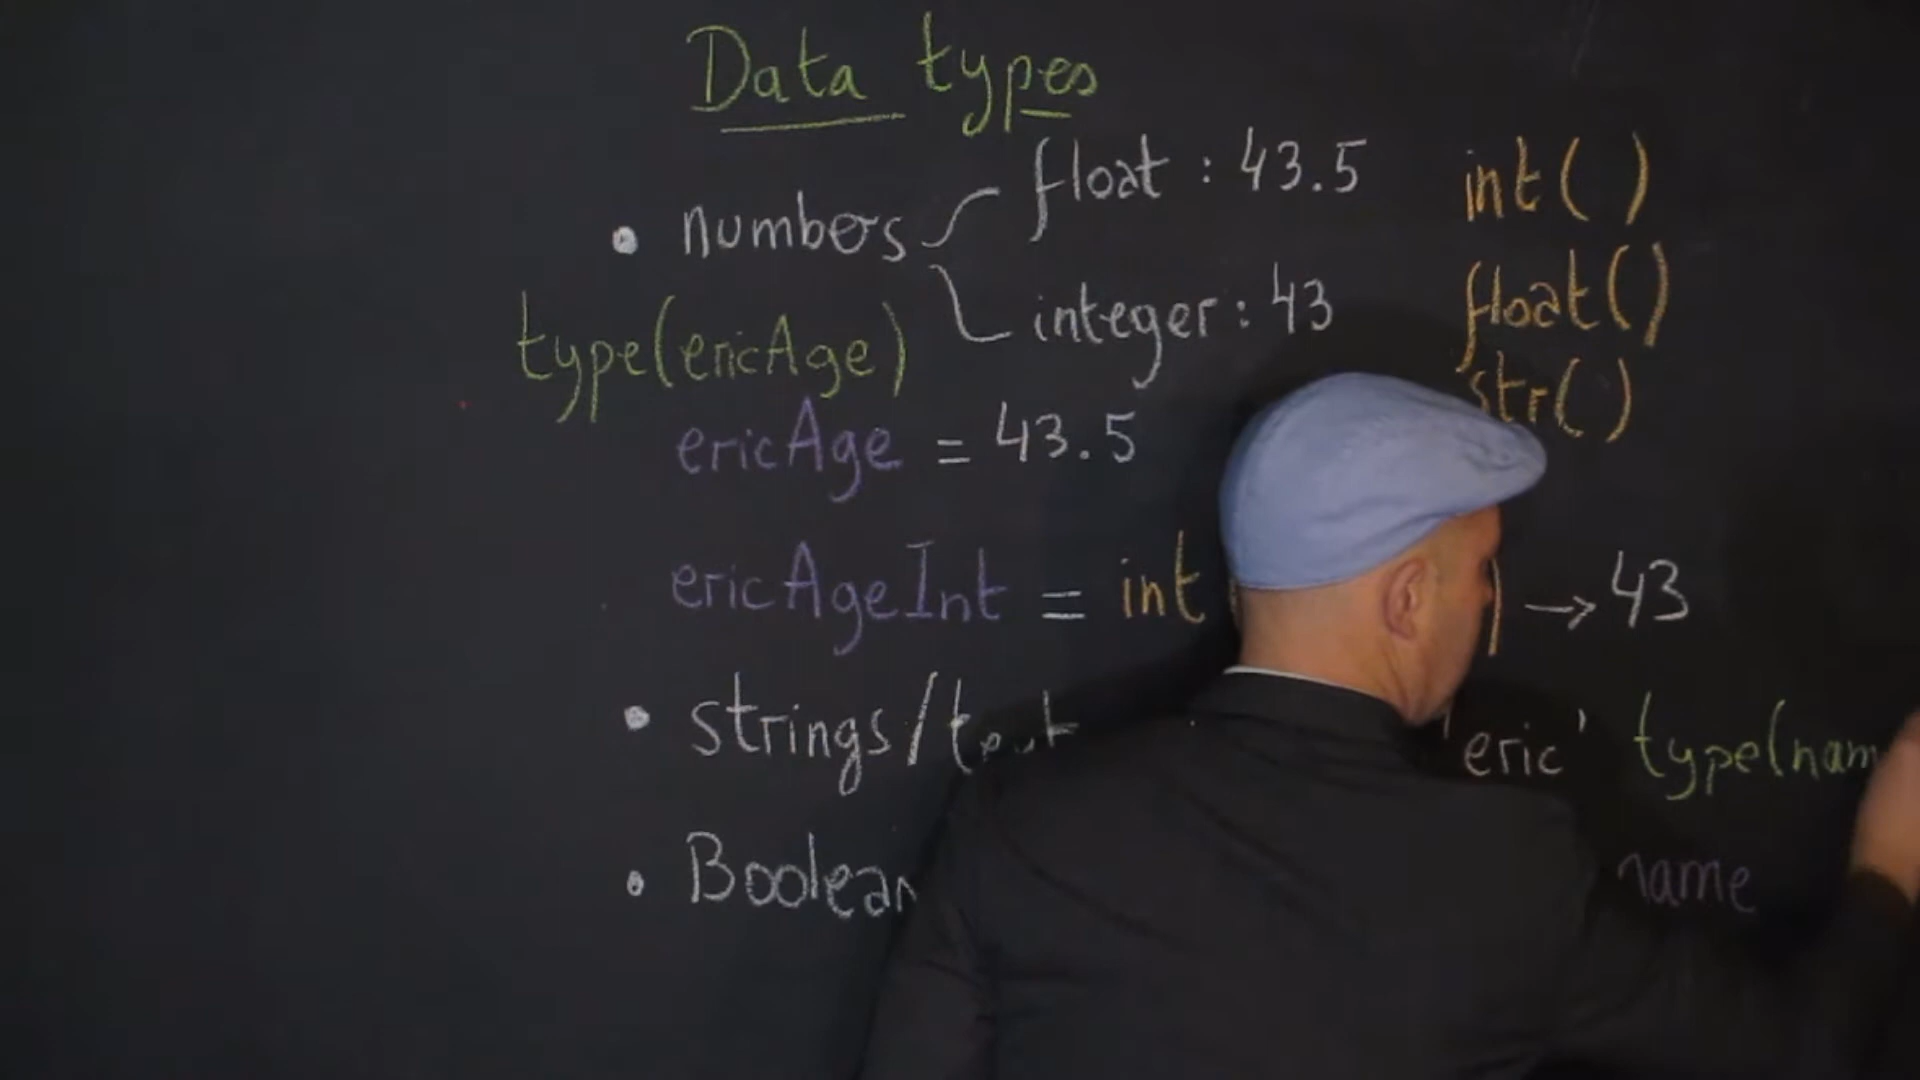 Data types
• numbers float : 43.5 int( )
integer : 43 float()
type(ericAge) str( )
ericAge = 43.5
ericAgeInt = int ) → 43
• strings/text 'eric' type(nam
• Boolean name